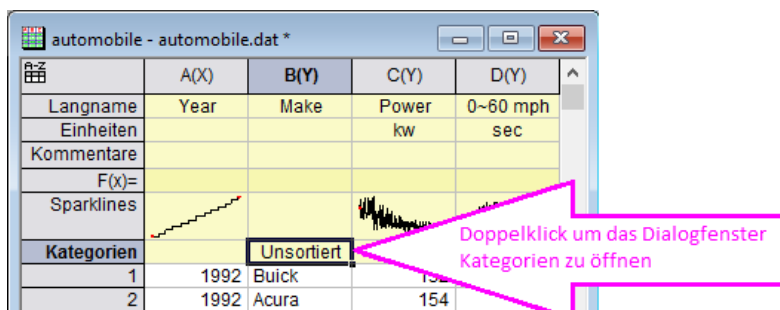 automobile - automobile.dat *
A(X) B(Y) C(Y) D(Y)
Langname Year Make Power 0~60 mph
Einheiten kw sec
Kommentare
F(x)=
Sparklines
Doppelklick um das Dialogfenster
Kategorien Unsortiert
Kategorien zu öffnen
1 1992 Buick
2 1992 Acura 154